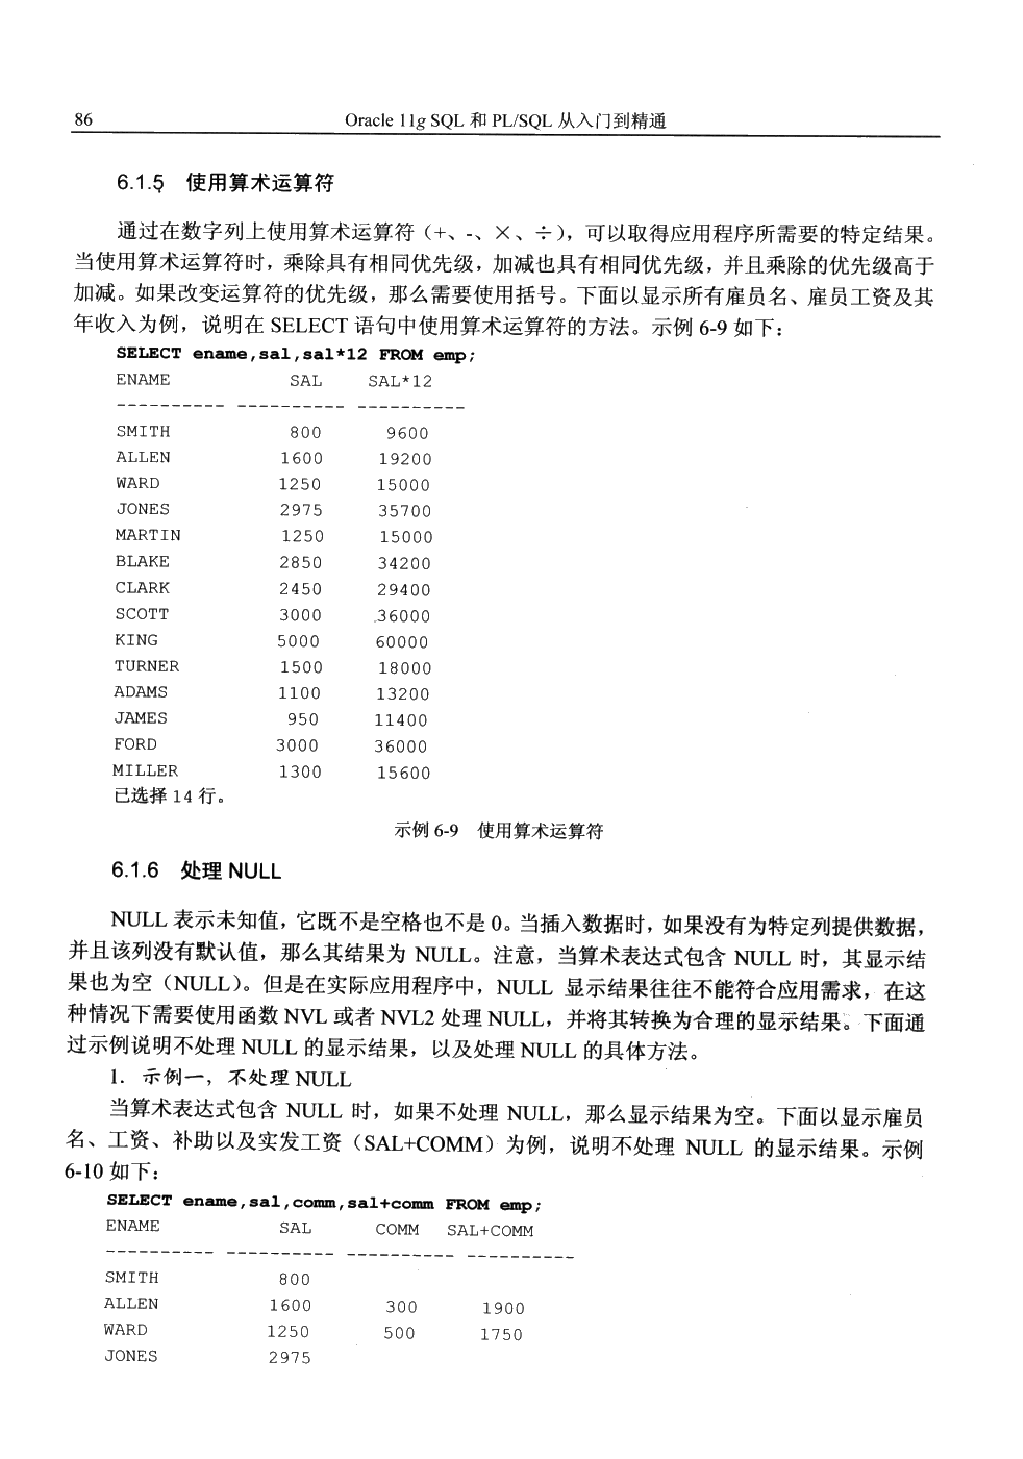 86 Oracle 11g SQL 和 PL/SQL 从入门到精通
6.1.5 使用算术运算符
通过在数字列上使用算术运算符（+、-、×、÷），可以取得应用程序所需要的特定结果。
当使用算术运算符时，乘除具有相同优先级，加减也具有相同优先级，并且乘除的优先级高于
加减。如果改变运算符的优先级，那么需要使用括号。下面以显示所有雇员名、雇员工资及其
年收入为例，说明在 SELECT 语句中使用算术运算符的方法。示例 6-9 如下：
SELECT ename,sal,sal*12 FROM emp;
ENAME SAL SAL*12
---------- ---------- ----------
SMITH 800 9600
ALLEN 1600 19200
WARD 1250 15000
JONES 2975 35700
MARTIN 1250 15000
BLAKE 2850 34200
CLARK 2450 29400
SCOTT 3000 36000
KING 5000 60000
TURNER 1500 18000
ADAMS 1100 13200
JAMES 950 11400
FORD 3000 36000
MILLER 1300 15600
已选择 14 行。
示例 6-9 使用算术运算符
6.1.6 处理 NULL
NULL 表示未知值，它既不是空格也不是 0。当插入数据时，如果没有为特定列提供数据，
并且该列没有默认值，那么其结果为 NULL。注意，当算术表达式包含 NULL 时，其显示结
果也为空（NULL）。但是在实际应用程序中，NULL 显示结果往往不能符合应用需求，在这
种情况下需要使用函数 NVL 或者 NVL2 处理 NULL，并将其转换为合理的显示结果。下面通
过示例说明不处理 NULL 的显示结果，以及处理 NULL 的具体方法。
1．示例一，不处理 NULL
当算术表达式包含 NULL 时，如果不处理 NULL，那么显示结果为空。下面以显示雇员
名、工资、补助以及实发工资（SAL+COMM）为例，说明不处理 NULL 的显示结果。示例
6-10 如下：
SELECT ename,sal,comm,sal+comm FROM emp;
ENAME SAL COMM SAL+COMM
---------- ---------- ---------- ----------
SMITH 800
ALLEN 1600 300 1900
WARD 1250 500 1750
JONES 2975